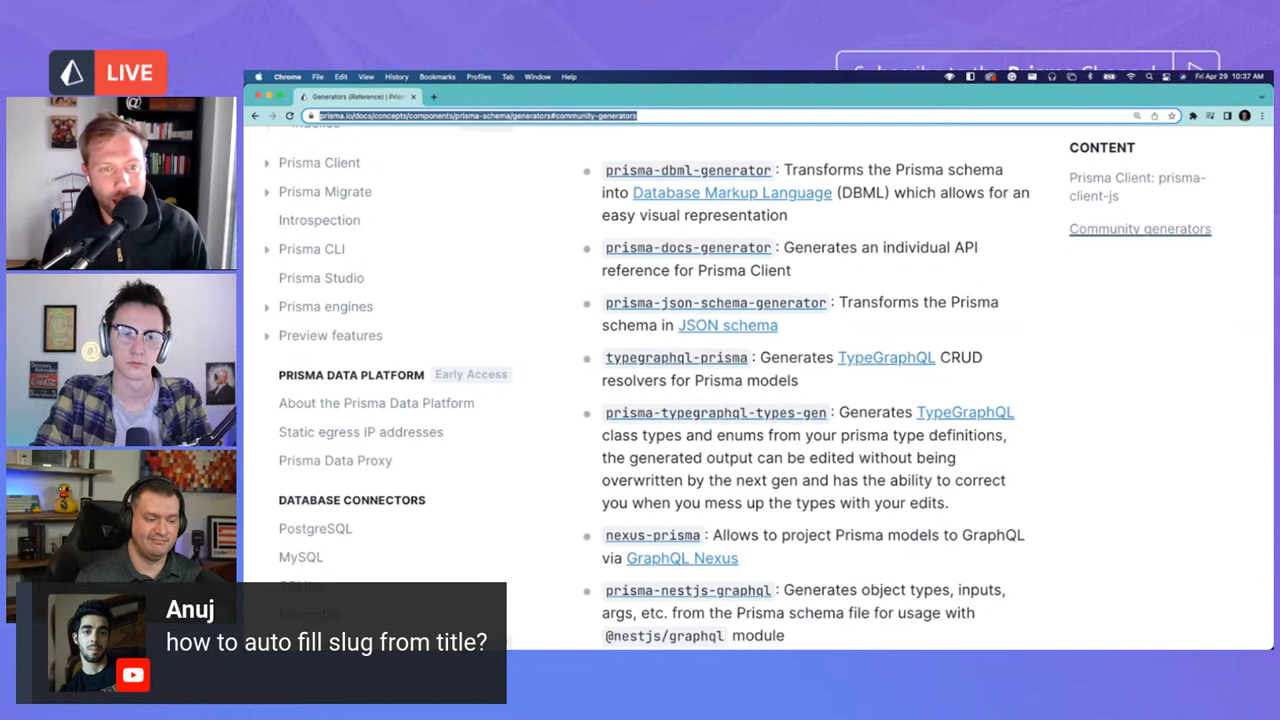 LIVE
Subscribe to the Prisma Channel
Chrome File Edit View History Bookmarks Profiles Tab Window Help
Fri Apr 29 10:37 AM
Generators (Reference) | Pris
prisma.io/docs/concepts/components/prisma-schema/generators#community-generators
Prisma Client
Prisma Migrate
Introspection
Prisma CLI
Prisma Studio
Prisma engines
Preview features
PRISMA DATA PLATFORM Early Access
About the Prisma Data Platform
Static egress IP addresses
Prisma Data Proxy
DATABASE CONNECTORS
PostgreSQL
MySQL
prisma-dbml-generator : Transforms the Prisma schema
into Database Markup Language (DBML) which allows for an
easy visual representation
prisma-docs-generator : Generates an individual API
reference for Prisma Client
prisma-json-schema-generator : Transforms the Prisma
schema in JSON schema
typegraphql-prisma : Generates TypeGraphQL CRUD
resolvers for Prisma models
prisma-typegraphql-types-gen : Generates TypeGraphQL
class types and enums from your prisma type definitions,
the generated output can be edited without being
overwritten by the next gen and has the ability to correct
you when you mess up the types with your edits.
nexus-prisma : Allows to project Prisma models to GraphQL
via GraphQL Nexus
prisma-nestjs-graphql : Generates object types, inputs,
args, etc. from the Prisma schema file for usage with
@nestjs/graphql module
CONTENT
Prisma Client: prisma-
client-js
Community generators
Anuj
how to auto fill slug from title?